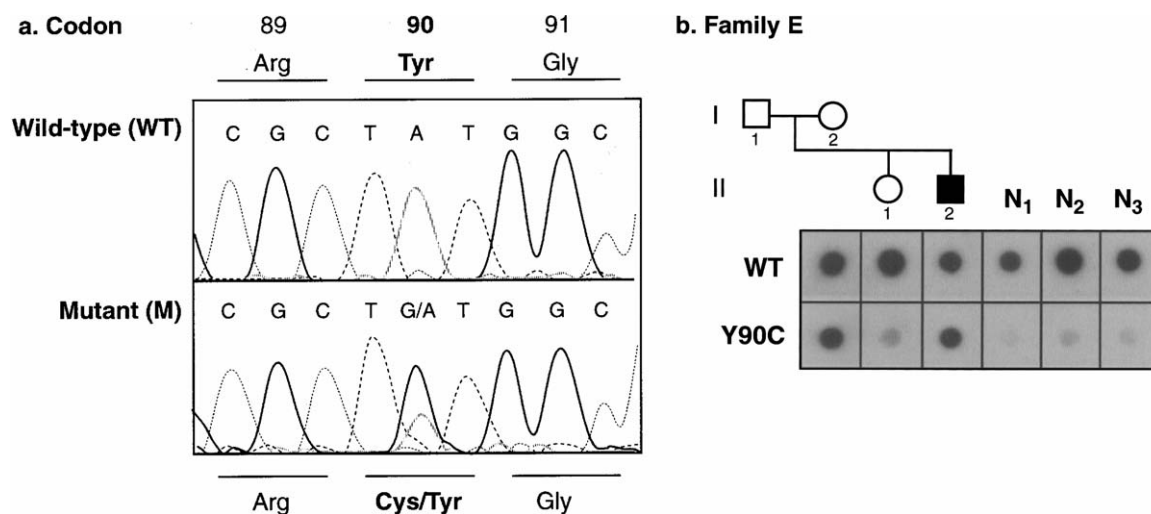 a. Codon 89 90 91
Arg Tyr Gly
Wild-type (WT) C G C T A T G G C
Mutant (M) C G C T G/A T G G C
Arg Cys/Tyr Gly
b. Family E
I
1 2
II
1 2 N1 N2 N3
WT
Y90C